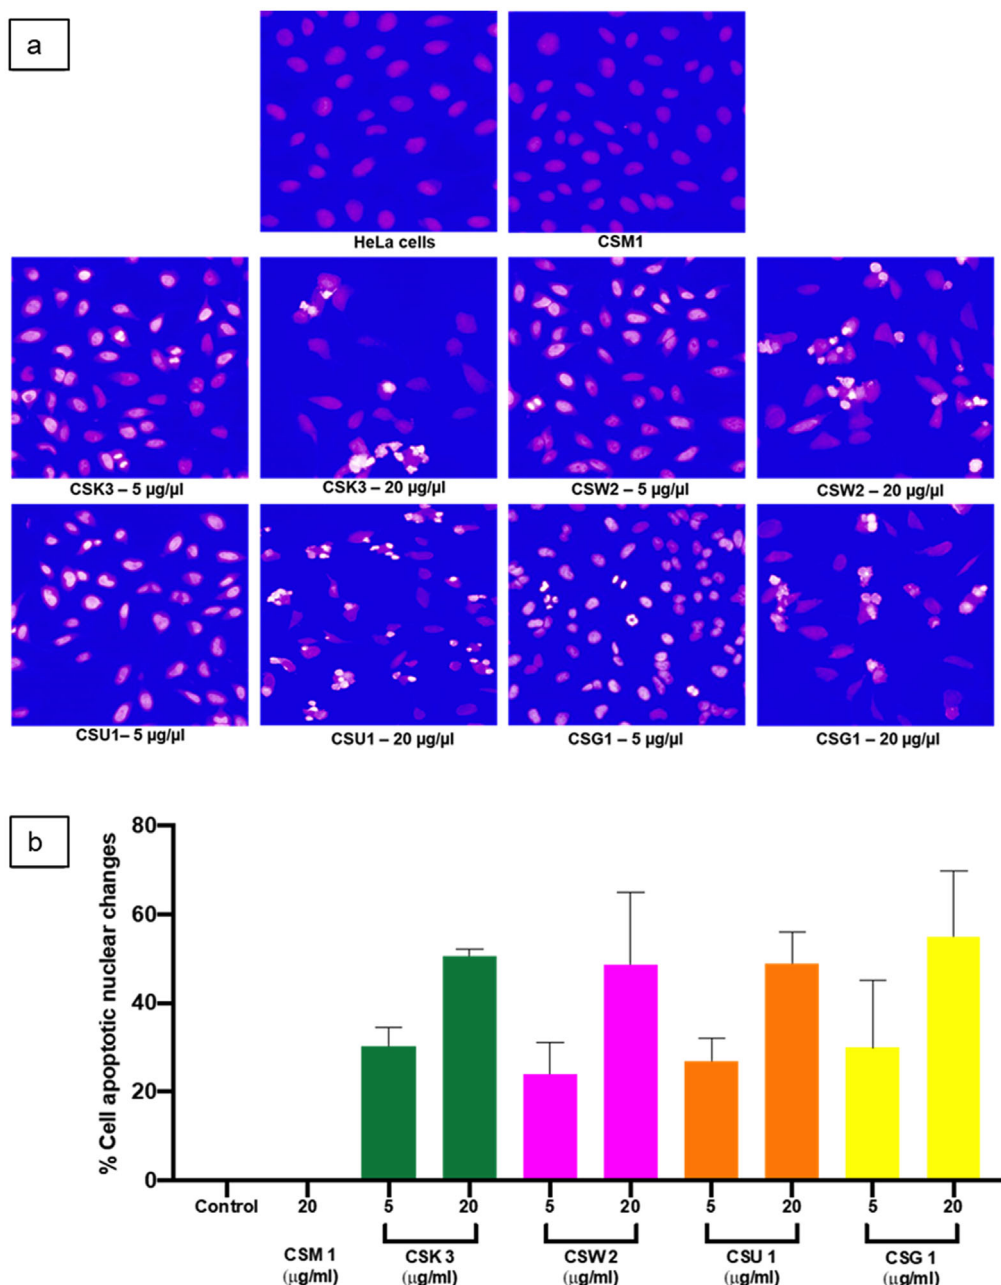 a
HeLa cells
CSM1
CSK3 – 5 µg/µl
CSK3 – 20 µg/µl
CSW2 – 5 µg/µl
CSW2 – 20 µg/µl
CSU1– 5 µg/µl
CSU1 – 20 µg/µl
CSG1 – 5 µg/µl
CSG1 – 20 µg/µl
b
% Cell apoptotic nuclear changes
80
60
40
20
0
Control 20 5 20 5 20 5 20 5 20
CSM 1 CSK 3 CSW 2 CSU 1 CSG 1
(µg/ml) (µg/ml) (µg/ml) (µg/ml) (µg/ml)